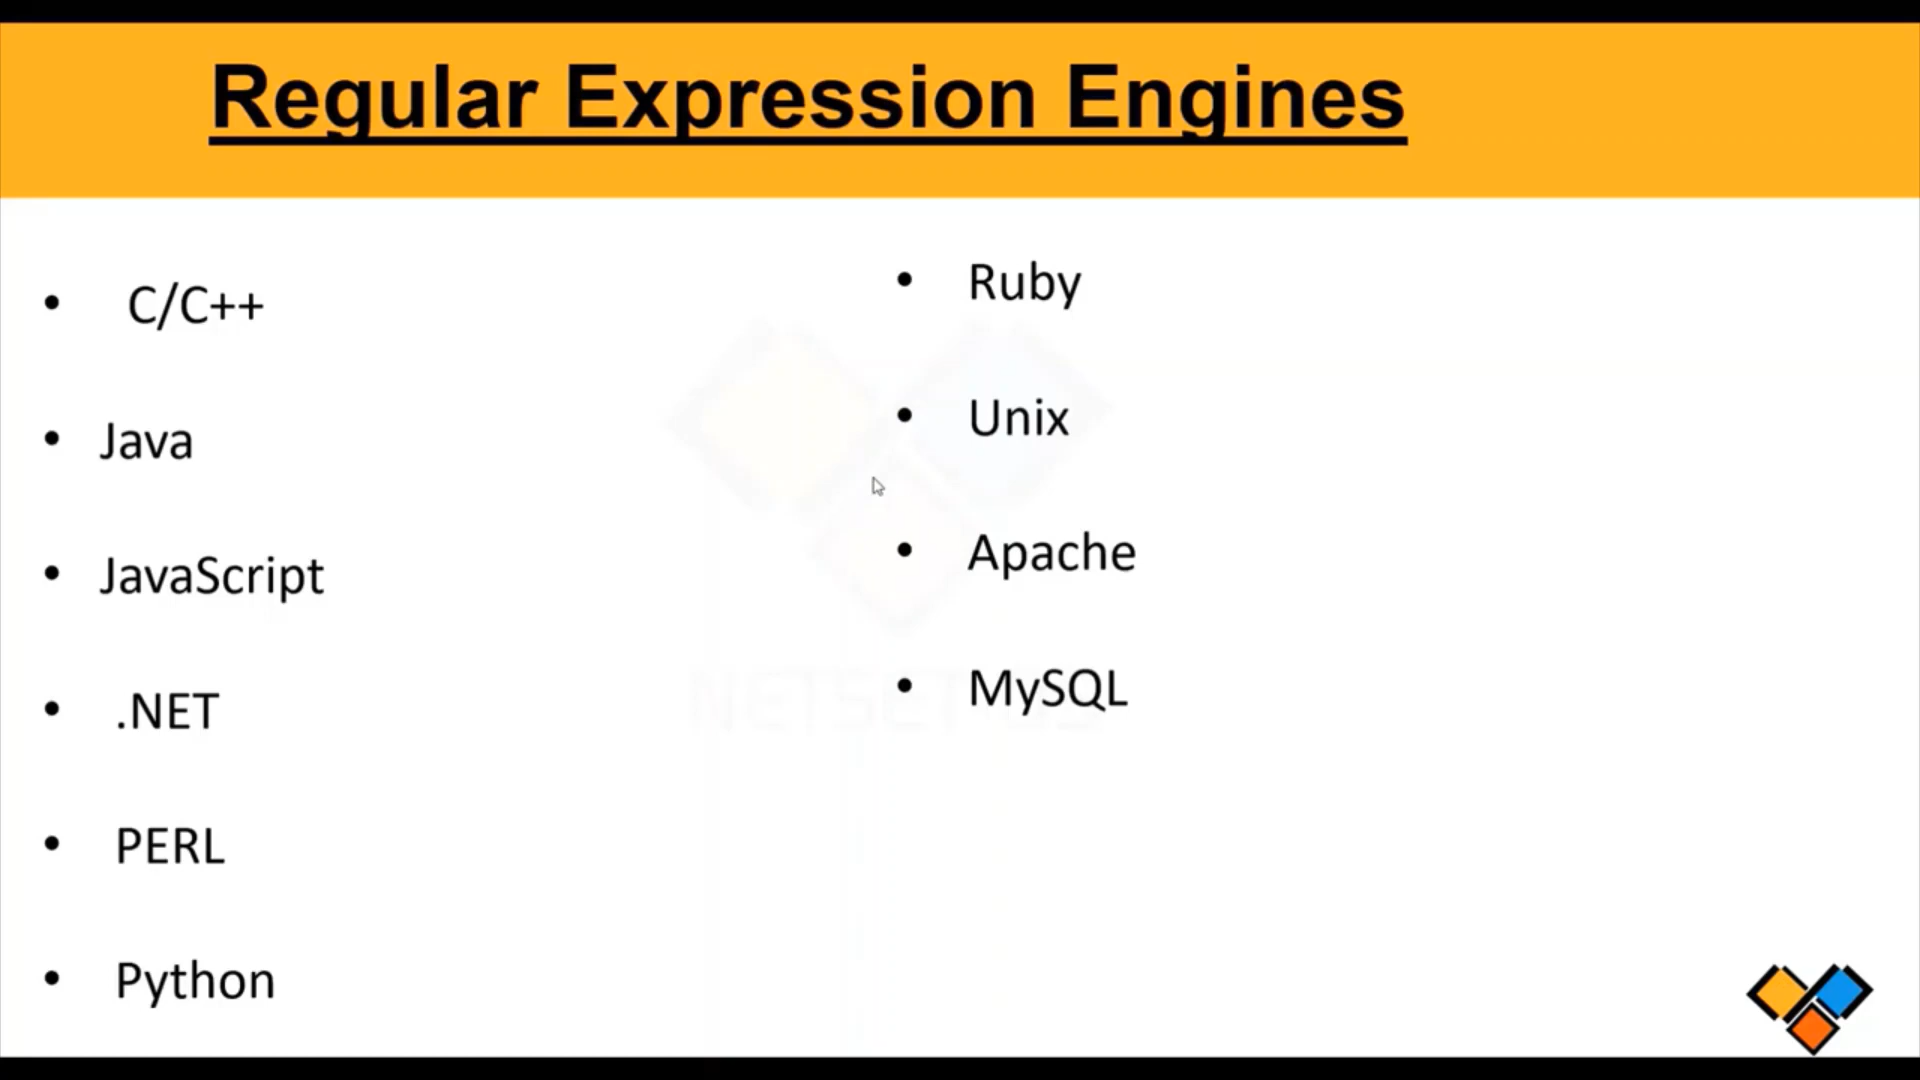 Regular Expression Engines
• C/C++
• Java
• JavaScript
• .NET
• PERL
• Python
• Ruby
• Unix
• Apache
• MySQL